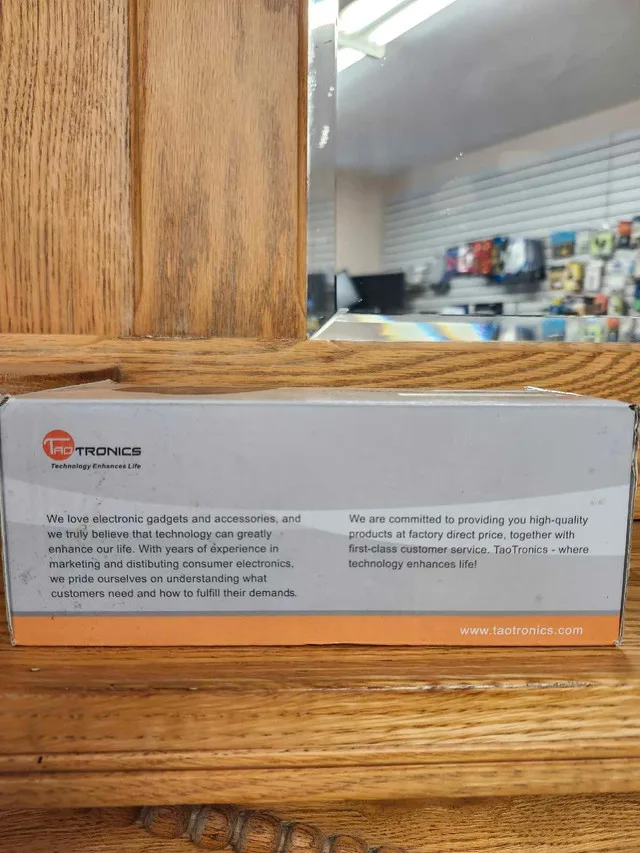 TaoTRONICS
Technology Enhances Life
We love electronic gadgets and accessories, and
we truly believe that technology can greatly
enhance our life. With years of experience in
marketing and distibuting consumer electronics,
we pride ourselves on understanding what
customers need and how to fulfill their demands.
We are committed to providing you high-quality
products at factory direct price, together with
first-class customer service. TaoTronics - where
technology enhances life!
www.taotronics.com